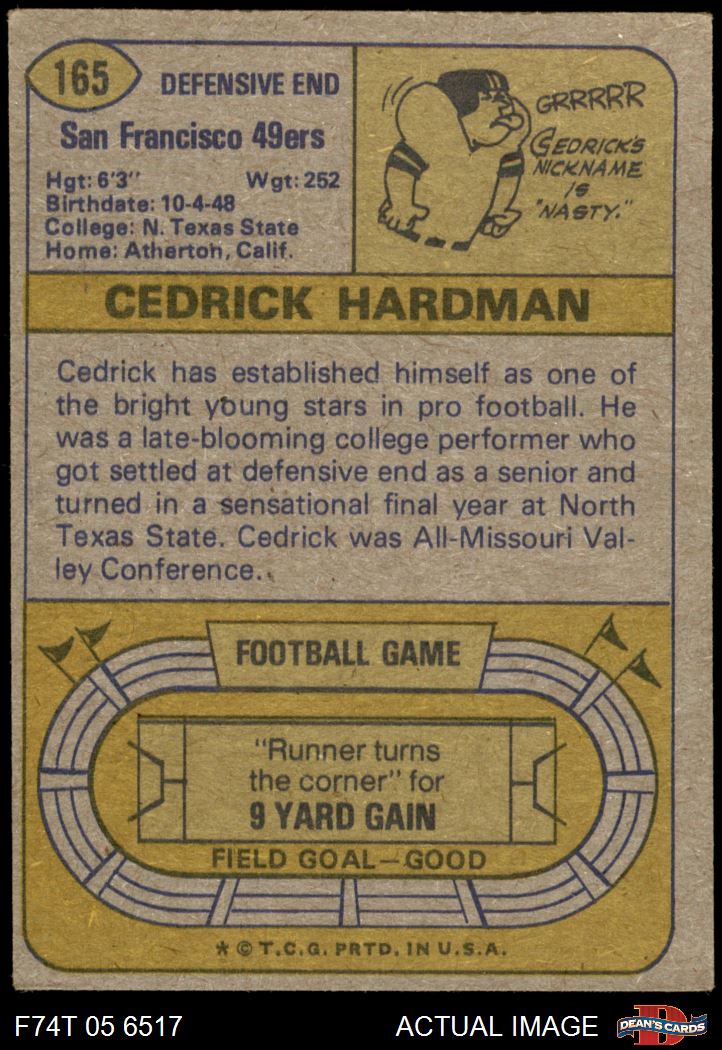 165
DEFENSIVE END
San Francisco 49ers
Hgt: 6'3" Wgt: 252
Birthdate: 10-4-48
College: N. Texas State
Home: Atherton, Calif.
GRRRRR
CEDRICK'S
NICKNAME
IS
"NASTY."
CEDRICK HARDMAN
Cedrick has established himself as one of
the bright young stars in pro football. He
was a late-blooming college performer who
got settled at defensive end as a senior and
turned in a sensational final year at North
Texas State. Cedrick was All-Missouri Val-
ley Conference.
FOOTBALL GAME
"Runner turns
the corner" for
9 YARD GAIN
FIELD GOAL—GOOD
* © T.C.G. PRTD. IN U.S.A.
F74T 05 6517
ACTUAL IMAGE
D
DEAN'S CARDS